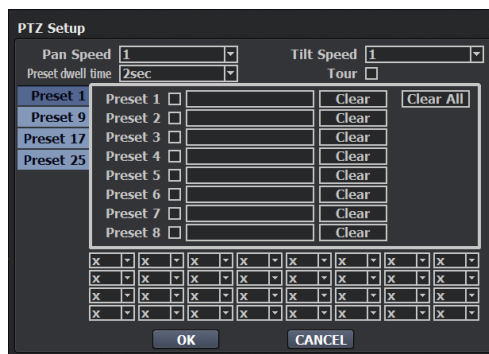 PTZ Setup
Pan Speed 1 Tilt Speed 1
Preset dwell time 2sec Tour
Preset 1 Preset 1 Clear Clear All
Preset 9 Preset 2 Clear
Preset 17 Preset 3 Clear
Preset 25 Preset 4 Clear
Preset 5 Clear
Preset 6 Clear
Preset 7 Clear
Preset 8 Clear
x x x x x x x x
x x x x x x x x
x x x x x x x x
x x x x x x x x
OK CANCEL